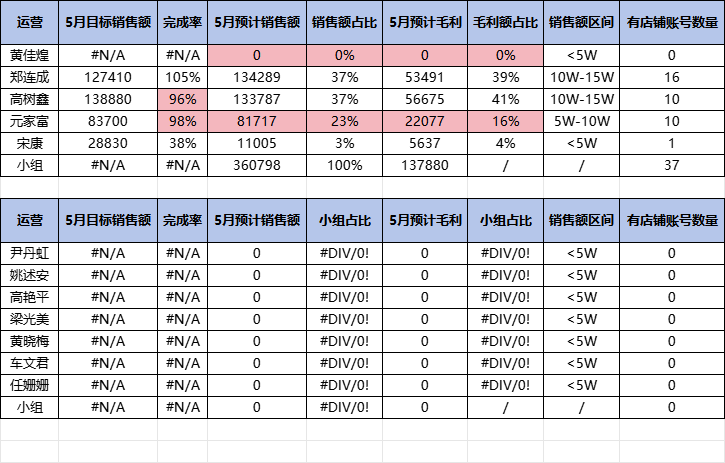 运营 5月目标销售额 完成率 5月预计销售额 销售额占比 5月预计毛利 毛利额占比 销售额区间 有店铺账号数量
黄佳煌 #N/A #N/A 0 0% 0 0% <5W 0
郑连成 127410 105% 134289 37% 53491 39% 10W-15W 16
高树鑫 138880 96% 133787 37% 56675 41% 10W-15W 10
元家富 83700 98% 81717 23% 22077 16% 5W-10W 10
宋康 28830 38% 11005 3% 5637 4% <5W 1
小组 #N/A #N/A 360798 100% 137880 / / 37
运营 5月目标销售额 完成率 5月预计销售额 小组占比 5月预计毛利 小组占比 销售额区间 有店铺账号数量
尹丹虹 #N/A #N/A 0 #DIV/0! 0 #DIV/0! <5W 0
姚述安 #N/A #N/A 0 #DIV/0! 0 #DIV/0! <5W 0
高艳平 #N/A #N/A 0 #DIV/0! 0 #DIV/0! <5W 0
梁光美 #N/A #N/A 0 #DIV/0! 0 #DIV/0! <5W 0
黄晓梅 #N/A #N/A 0 #DIV/0! 0 #DIV/0! <5W 0
车文君 #N/A #N/A 0 #DIV/0! 0 #DIV/0! <5W 0
任姗姗 #N/A #N/A 0 #DIV/0! 0 #DIV/0! <5W 0
小组 #N/A #N/A 0 #DIV/0! 0 / / 0